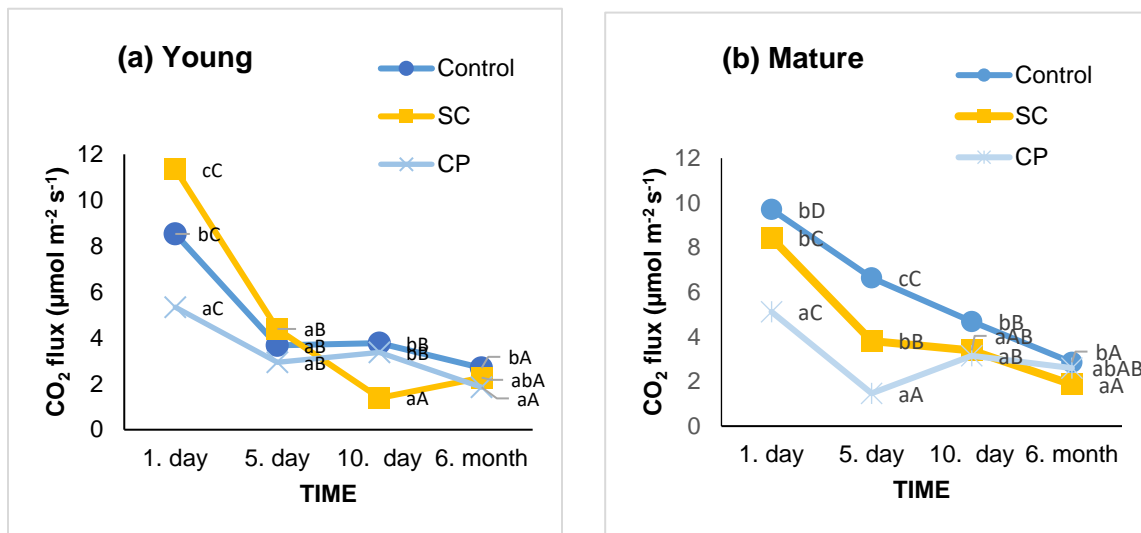 (a) Young
Control
SC
CP
CO2 flux (µmol m-2 s-1)
12
10
8
6
4
2
0
cC
bC
aC
aB
aB
aB
bB
bB
aA
bA
abA
aA
1. day
5. day
10. day
6. month
TIME
(b) Mature
Control
SC
CP
CO2 flux (µmol m-2 s-1)
12
10
8
6
4
2
0
bD
bC
aC
cC
bB
aA
bB
aAB
aB
bA
abAB
aA
1. day
5. day
10. day
6. month
TIME